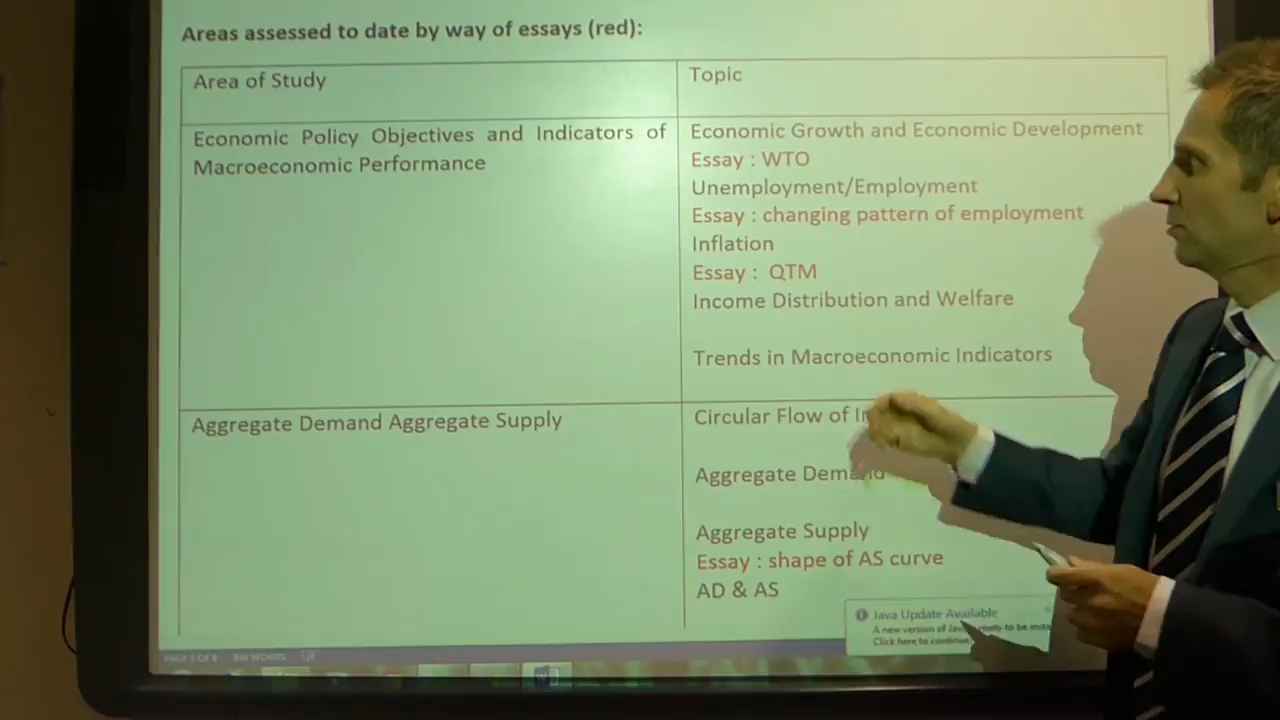 Areas assessed to date by way of essays (red):
Area of Study
Topic
Economic Policy Objectives and Indicators of
Macroeconomic Performance
Economic Growth and Economic Development
Essay : WTO
Unemployment/Employment
Essay : changing pattern of employment
Inflation
Essay : QTM
Income Distribution and Welfare
Trends in Macroeconomic Indicators
Aggregate Demand Aggregate Supply
Circular Flow of
Aggregate Demand
Aggregate Supply
Essay : shape of AS curve
AD & AS
Java Update Available
A new version of Java ready to be
Click here to continue